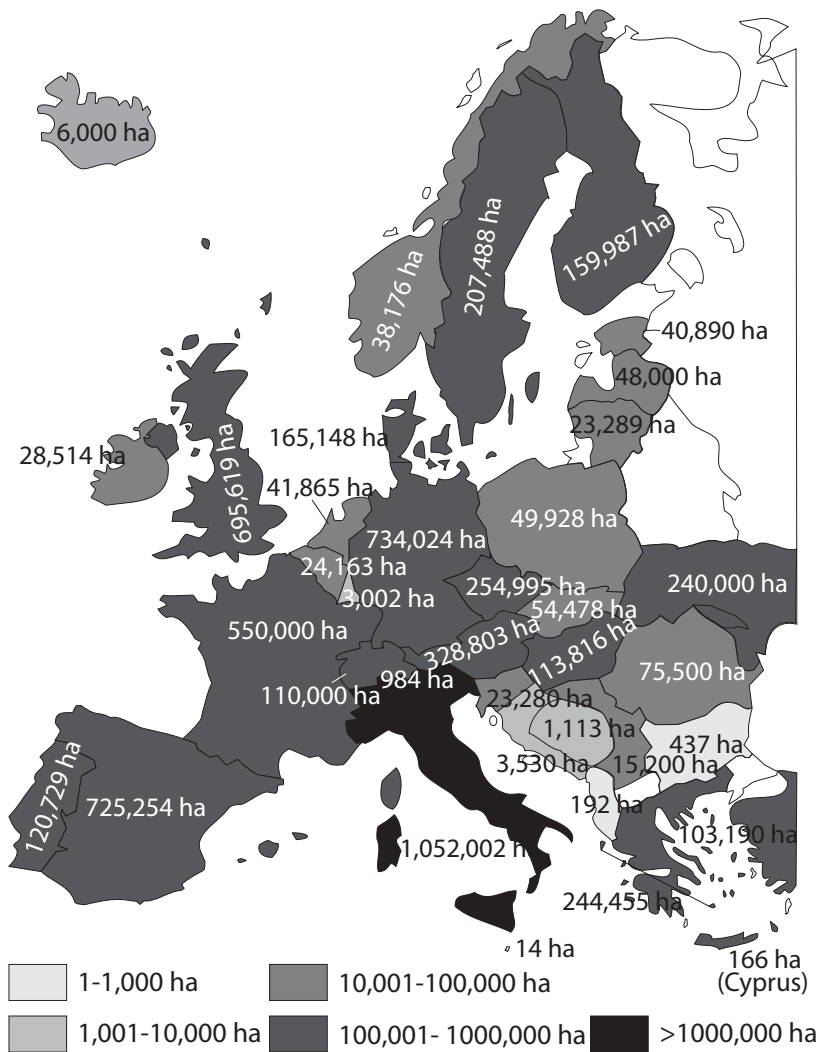 6,000 ha
207,488 ha
159,987 ha
38,176 ha
40,890 ha
48,000 ha
23,289 ha
165,148 ha
28,514 ha
695,619 ha
41,865 ha
49,928 ha
734,024 ha
24,163 ha
254,995 ha
240,000 ha
3,002 ha
54,478 ha
550,000 ha
328,803 ha
113,816 ha
984 ha
75,500 ha
110,000 ha
23,280 ha
1,113 ha
437 ha
3,530 ha
15,200 ha
120,729 ha
725,254 ha
192 ha
103,190 ha
1,052,002 h
244,455 ha
14 ha
166 ha
(Cyprus)
1-1,000 ha
10,001-100,000 ha
1,001-10,000 ha
100,001- 1000,000 ha
>1000,000 ha